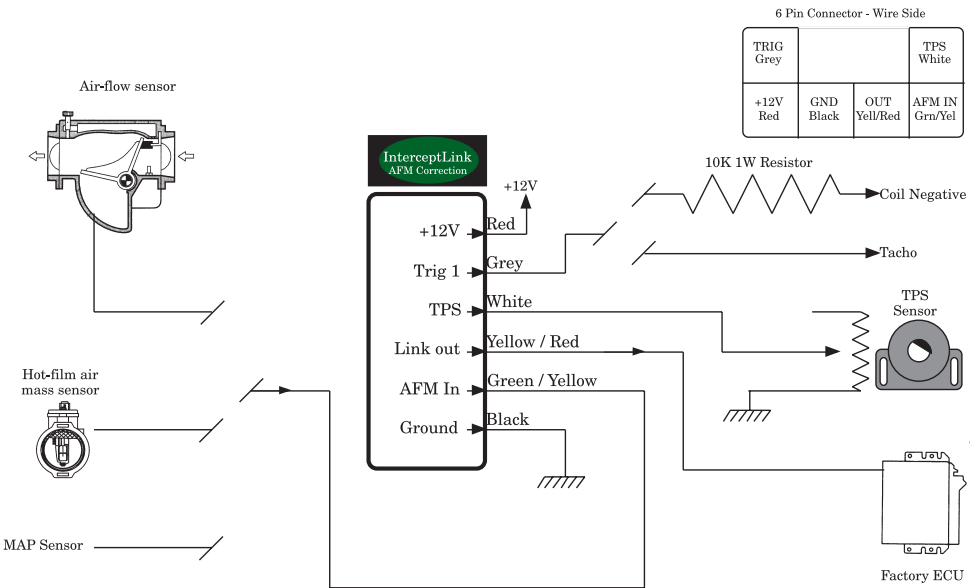 6 Pin Connector - Wire Side
TRIG
Grey
TPS
White
+12V
Red
GND
Black
OUT
Yell/Red
AFM IN
Grn/Yel
Air-flow sensor
InterceptLink
AFM Correction
10K 1W Resistor
Coil Negative
+12V
+12V
Red
Trig 1
Grey
Tacho
TPS
White
TPS
Sensor
Link out
Yellow / Red
Hot-film air
mass sensor
AFM In
Green / Yellow
Ground
Black
MAP Sensor
Factory ECU